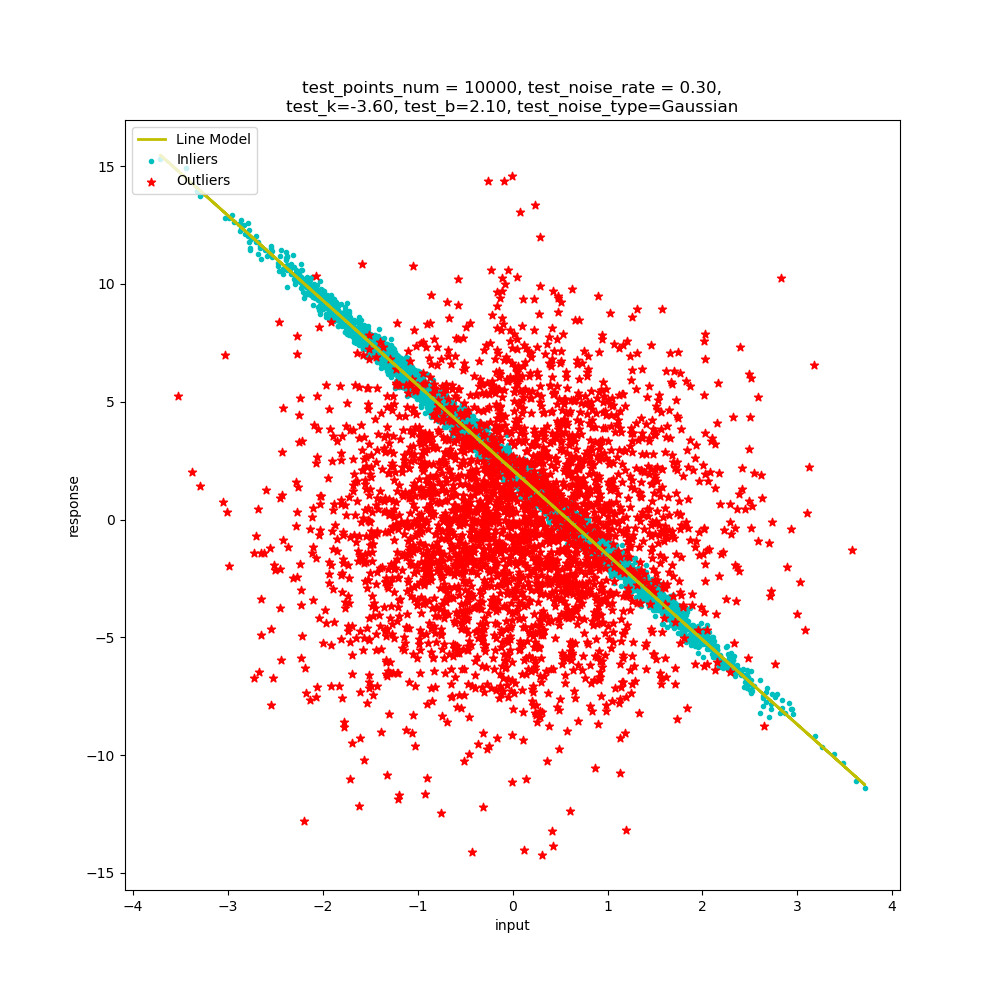 test_points_num = 10000, test_noise_rate = 0.30,
test_k=-3.60, test_b=2.10, test_noise_type=Gaussian
Line Model
Inliers
Outliers
15
10
5
0
−5
−10
−15
response
−4 −3 −2 −1 0 1 2 3 4
input